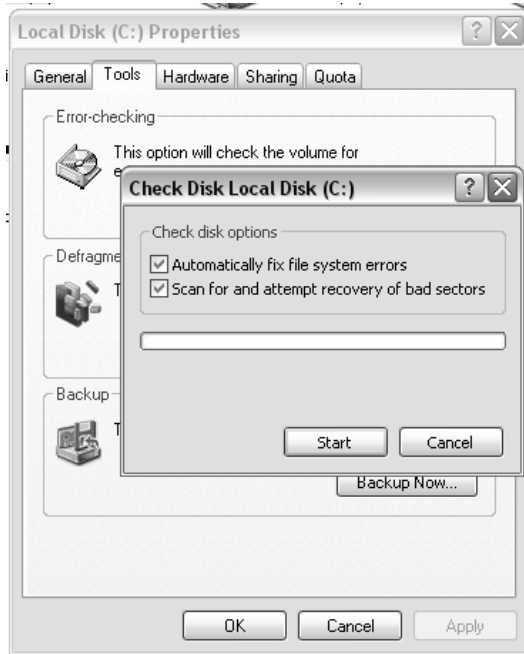 Local Disk (C:) Properties
General Tools Hardware Sharing Quota
Error-checking
This option will check the volume for
Check Disk Local Disk (C:)
Check disk options
Automatically fix file system errors
Scan for and attempt recovery of bad sectors
Defragme
Backup
Start Cancel
Backup Now...
OK Cancel Apply